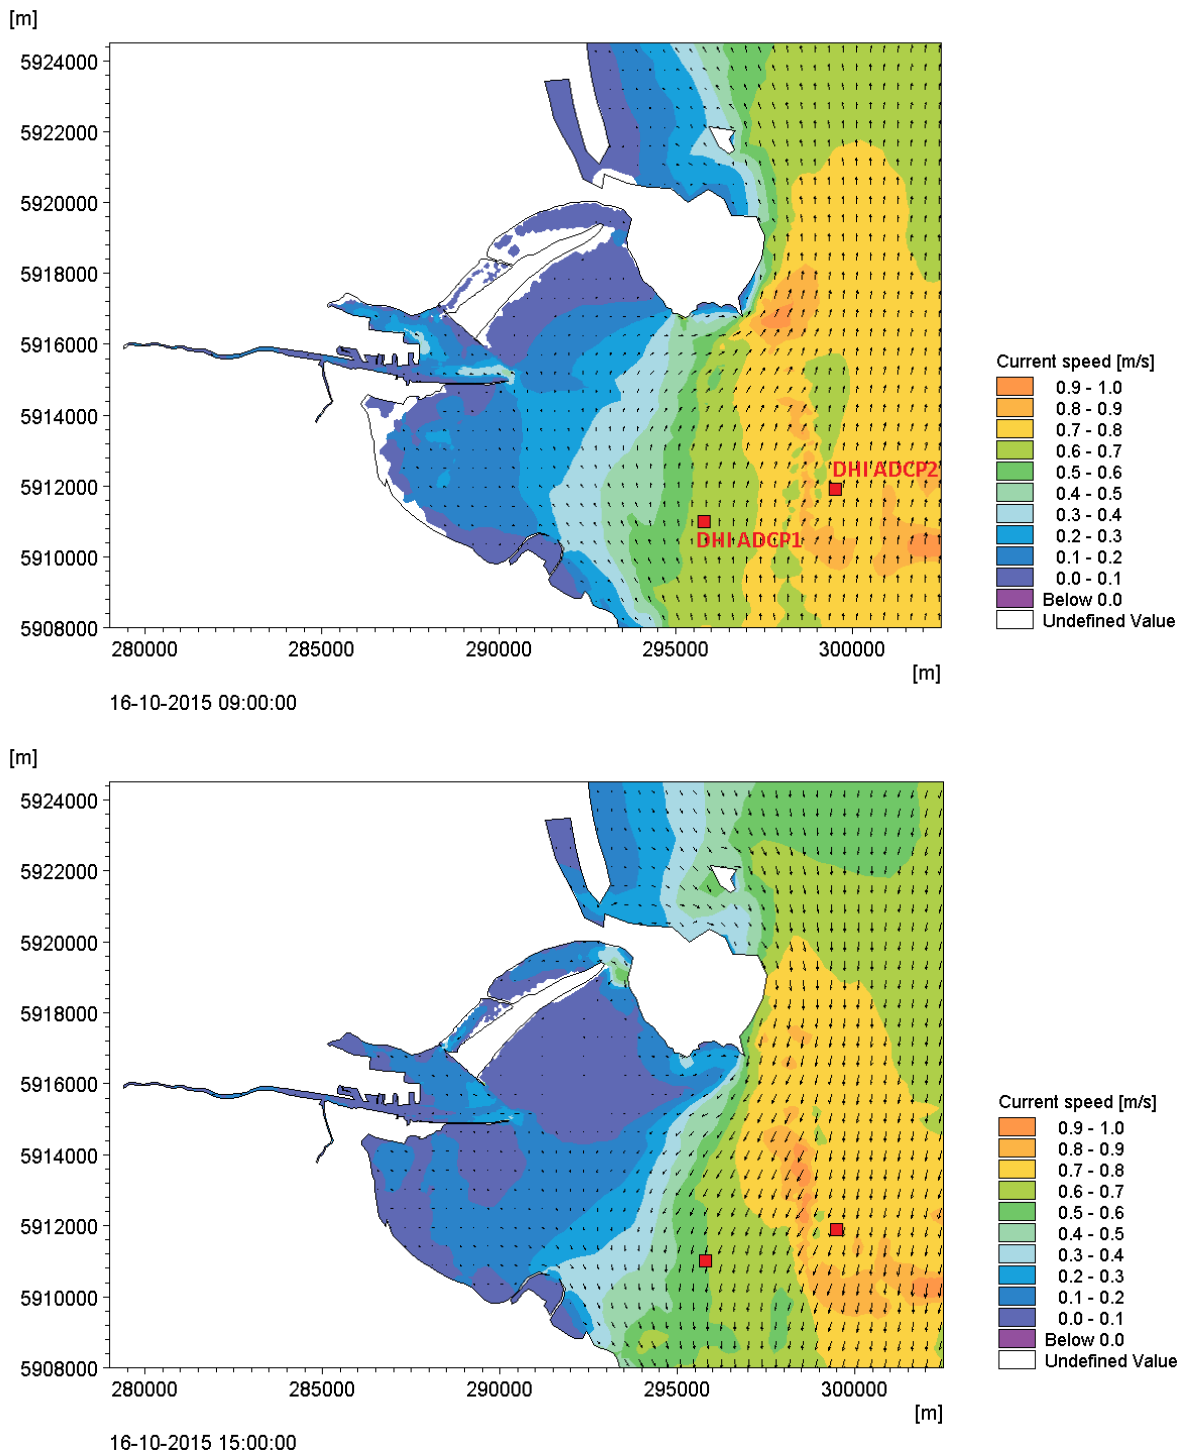 [m]
5924000
5922000
5920000
5918000
5916000
5914000
5912000
5910000
5908000
280000 285000 290000 295000 300000
[m]
16-10-2015 09:00:00
DHI ADCP2
DHI ADCP1
Current speed [m/s]
0.9 - 1.0
0.8 - 0.9
0.7 - 0.8
0.6 - 0.7
0.5 - 0.6
0.4 - 0.5
0.3 - 0.4
0.2 - 0.3
0.1 - 0.2
0.0 - 0.1
Below 0.0
Undefined Value
[m]
5924000
5922000
5920000
5918000
5916000
5914000
5912000
5910000
5908000
280000 285000 290000 295000 300000
[m]
16-10-2015 15:00:00
Current speed [m/s]
0.9 - 1.0
0.8 - 0.9
0.7 - 0.8
0.6 - 0.7
0.5 - 0.6
0.4 - 0.5
0.3 - 0.4
0.2 - 0.3
0.1 - 0.2
0.0 - 0.1
Below 0.0
Undefined Value